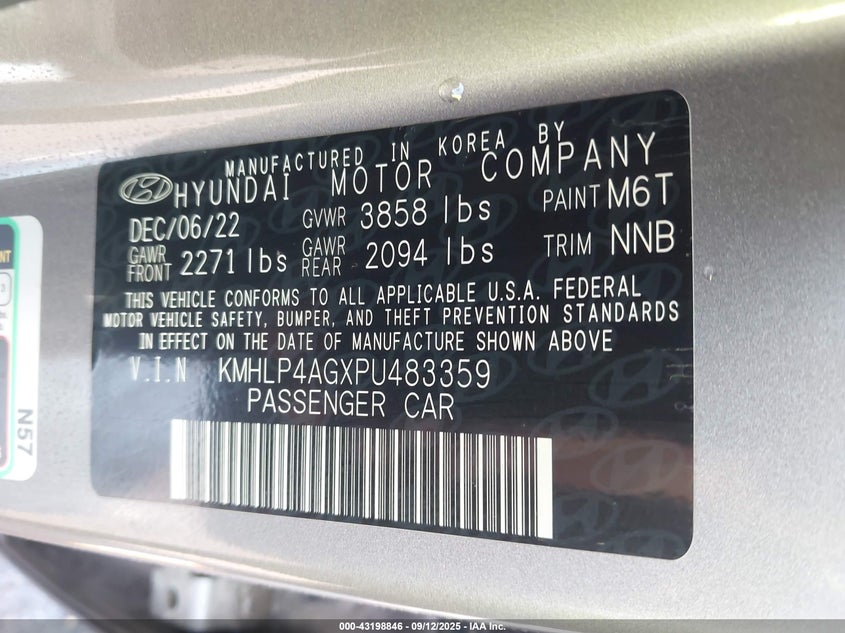 MANUFACTURED IN KOREA BY
HYUNDAI MOTOR COMPANY
DEC/06/22 GVWR 3858 lbs PAINT M6T
GAWR FRONT 2271 lbs GAWR REAR 2094 lbs TRIM NNB
THIS VEHICLE CONFORMS TO ALL APPLICABLE U.S.A. FEDERAL
MOTOR VEHICLE SAFETY, BUMPER, AND THEFT PREVENTION STANDARDS
IN EFFECT ON THE DATE OF MANUFACTURE SHOWN ABOVE
V.I.N KMHLP4AGXPU483359
PASSENGER CAR
N57
000-43198846 - 09/12/2025 - IAA Inc.